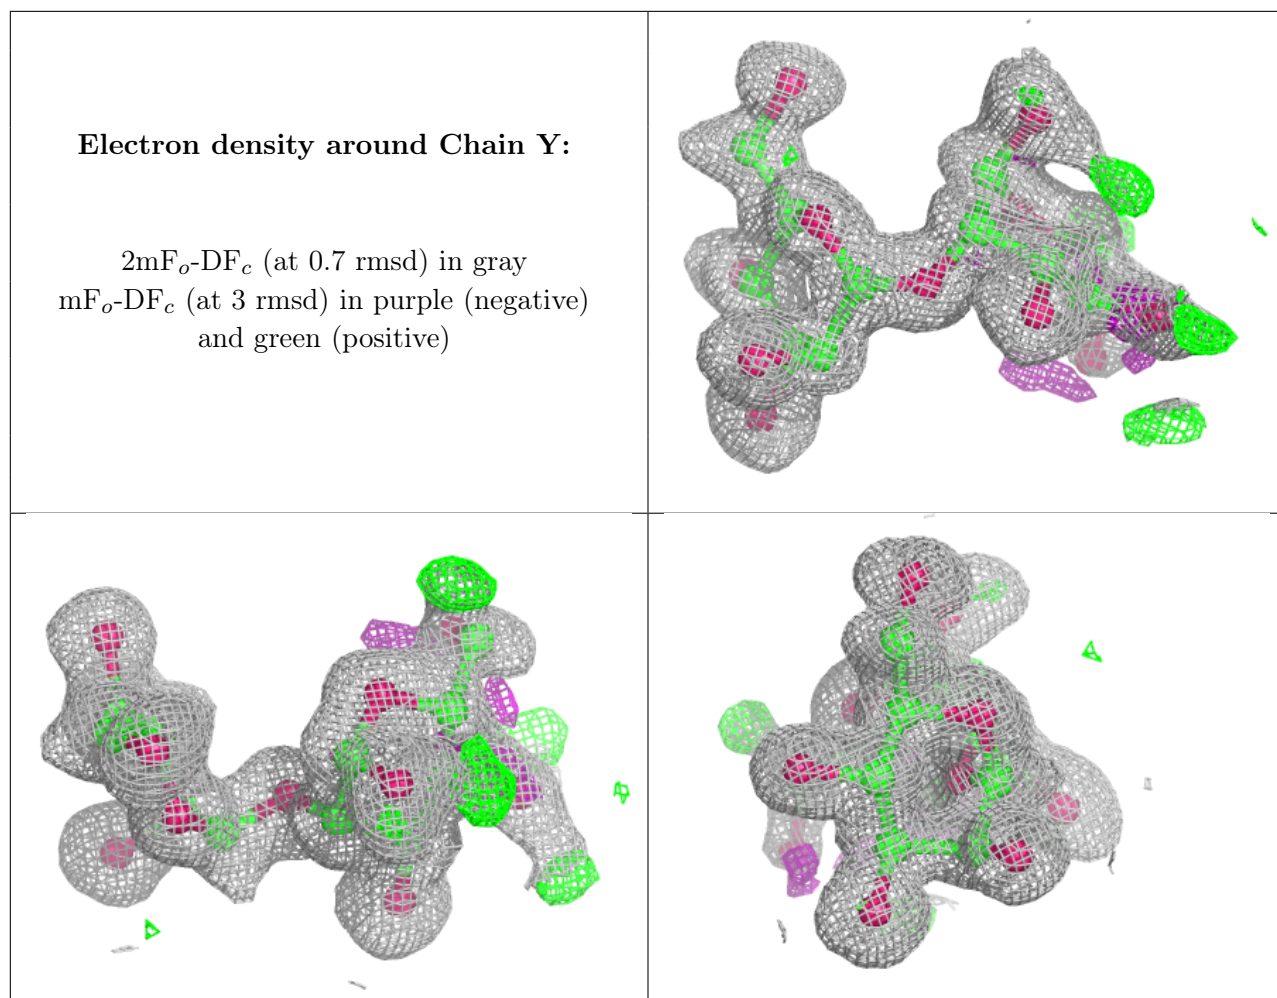 Electron density around Chain Y:
2mFₒ-DF𝒸 (at 0.7 rmsd) in gray
mFₒ-DF𝒸 (at 3 rmsd) in purple (negative)
and green (positive)